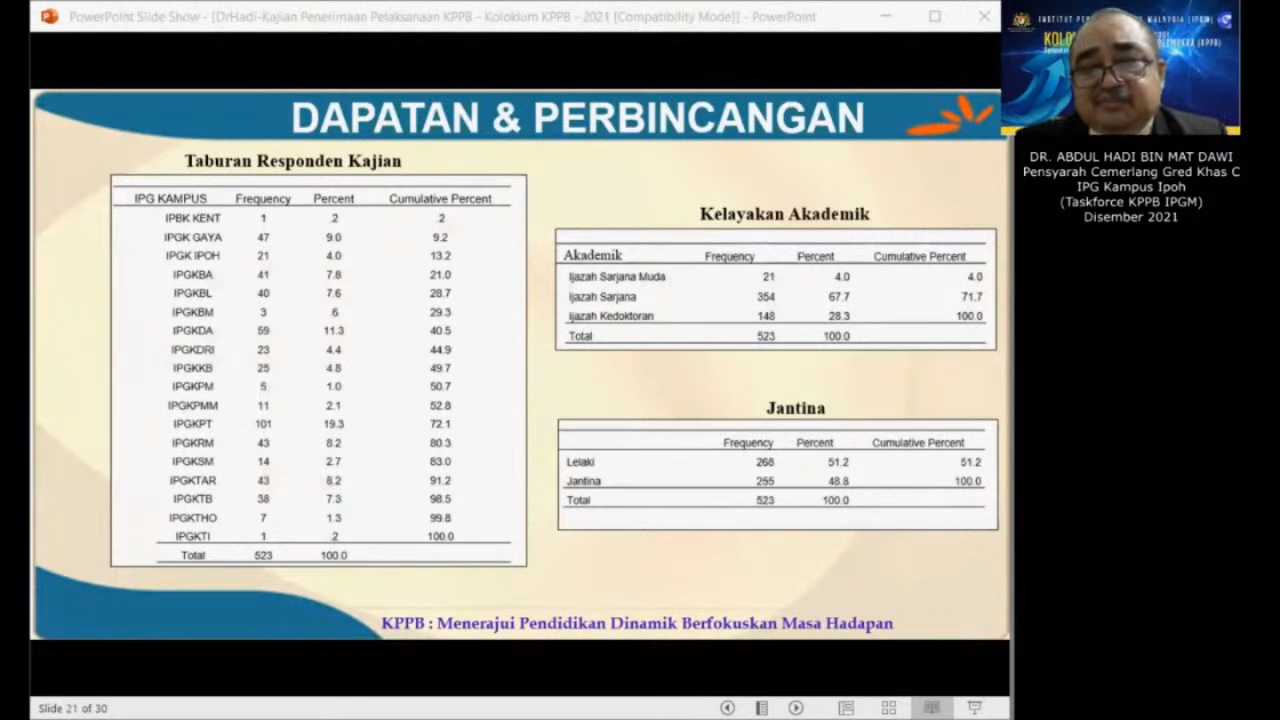 PowerPoint Slide Show - [DrHadi-Kajian Penerimaan Pelaksanaan KPPB – Kolokium KPPB - 2021 [Compatibility Mode]] - PowerPoint
DAPATAN & PERBINCANGAN
Taburan Responden Kajian
IPG KAMPUS Frequency Percent Cumulative Percent
IPBK KENT 1 .2 .2
IPGK GAYA 47 9.0 9.2
IPGK IPOH 21 4.0 13.2
IPGKBA 41 7.8 21.0
IPGKBL 40 7.6 28.7
IPGKBM 3 .6 29.3
IPGKDA 59 11.3 40.5
IPGKDRI 23 4.4 44.9
IPGKKB 25 4.8 49.7
IPGKPM 5 1.0 50.7
IPGKPMM 11 2.1 52.8
IPGKPT 101 19.3 72.1
IPGKRM 43 8.2 80.3
IPGKSM 14 2.7 83.0
IPGKTAR 43 8.2 91.2
IPGKTB 38 7.3 98.5
IPGKTHO 7 1.3 99.8
IPGKTI 1 .2 100.0
Total 523 100.0
Kelayakan Akademik
Akademik Frequency Percent Cumulative Percent
Ijazah Sarjana Muda 21 4.0 4.0
Ijazah Sarjana 354 67.7 71.7
Ijazah Kedoktoran 148 28.3 100.0
Total 523 100.0
Jantina
Frequency Percent Cumulative Percent
Lelaki 268 51.2 51.2
Jantina 255 48.8 100.0
Total 523 100.0
KPPB : Menerajui Pendidikan Dinamik Berfokuskan Masa Hadapan
Slide 21 of 30
INSTITUT MALAYSIA (IPGM)
2021
(KPPB)
DR. ABDUL HADI BIN MAT DAWI
Pensyarah Cemerlang Gred Khas C
IPG Kampus Ipoh
(Taskforce KPPB IPGM)
Disember 2021